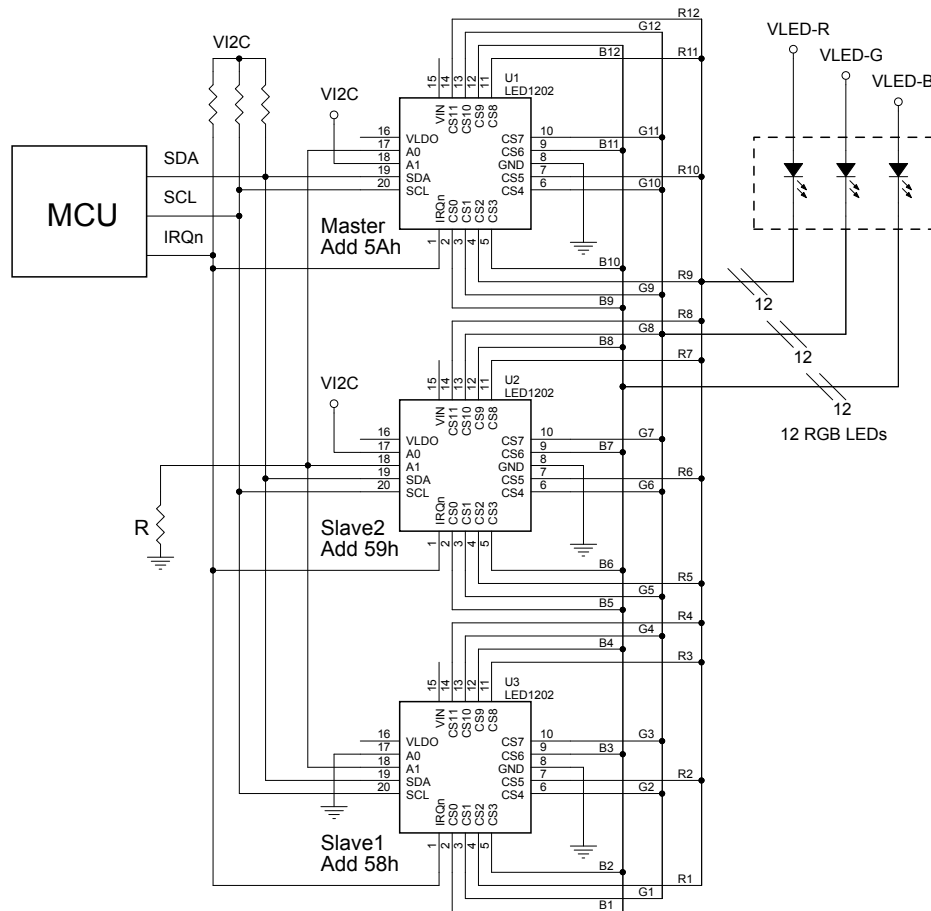 R12
G12
B12
R11
VI2C
VLED-R
VLED-G
VLED-B
U1
LED1202
VI2C
15
14
13
12
11
VIN
CS11
CS10
CS9
CS8
16 VLDO
17 A0
18 A1
19 SDA
20 SCL
CS7 10
CS6 9
GND 8
CS5 7
CS4 6
G11
B11
R10
G10
IRQn
CS0
CS1
CS2
CS3
1
2
3
4
5
MCU
SDA
SCL
IRQn
Master
Add 5Ah
B10
R9
G9
B9
12
12
12
12 RGB LEDs
R8
G8
B8
R7
U2
LED1202
VI2C
15
14
13
12
11
VIN
CS11
CS10
CS9
CS8
16 VLDO
17 A0
18 A1
19 SDA
20 SCL
CS7 10
CS6 9
GND 8
CS5 7
CS4 6
G7
B7
R6
G6
IRQn
CS0
CS1
CS2
CS3
1
2
3
4
5
R
Slave2
Add 59h
B6
R5
G5
B5
R4
G4
B4
R3
U3
LED1202
15
14
13
12
11
VIN
CS11
CS10
CS9
CS8
16 VLDO
17 A0
18 A1
19 SDA
20 SCL
CS7 10
CS6 9
GND 8
CS5 7
CS4 6
G3
B3
R2
G2
IRQn
CS0
CS1
CS2
CS3
1
2
3
4
5
Slave1
Add 58h
B2
R1
G1
B1